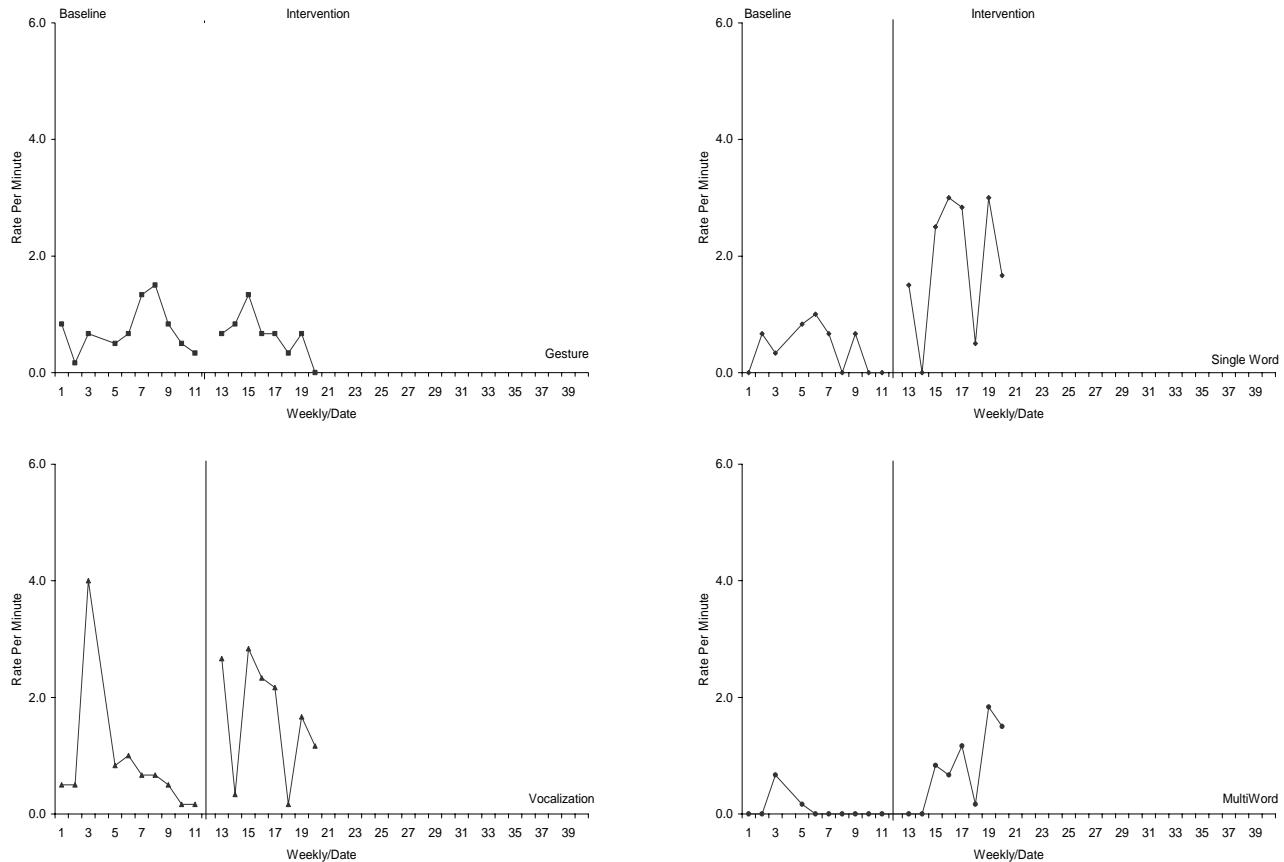 Baseline Intervention
6.0
4.0
2.0
0.0
Rate Per Minute
Gesture
1 3 5 7 9 11 13 15 17 19 21 23 25 27 29 31 33 35 37 39
Weekly/Date
Baseline Intervention
6.0
4.0
2.0
0.0
Rate Per Minute
Single Word
1 3 5 7 9 11 13 15 17 19 21 23 25 27 29 31 33 35 37 39
Weekly/Date
6.0
4.0
2.0
0.0
Rate Per Minute
Vocalization
1 3 5 7 9 11 13 15 17 19 21 23 25 27 29 31 33 35 37 39
Weekly/Date
6.0
4.0
2.0
0.0
Rate Per Minute
MultiWord
1 3 5 7 9 11 13 15 17 19 21 23 25 27 29 31 33 35 37 39
Weekly/Date